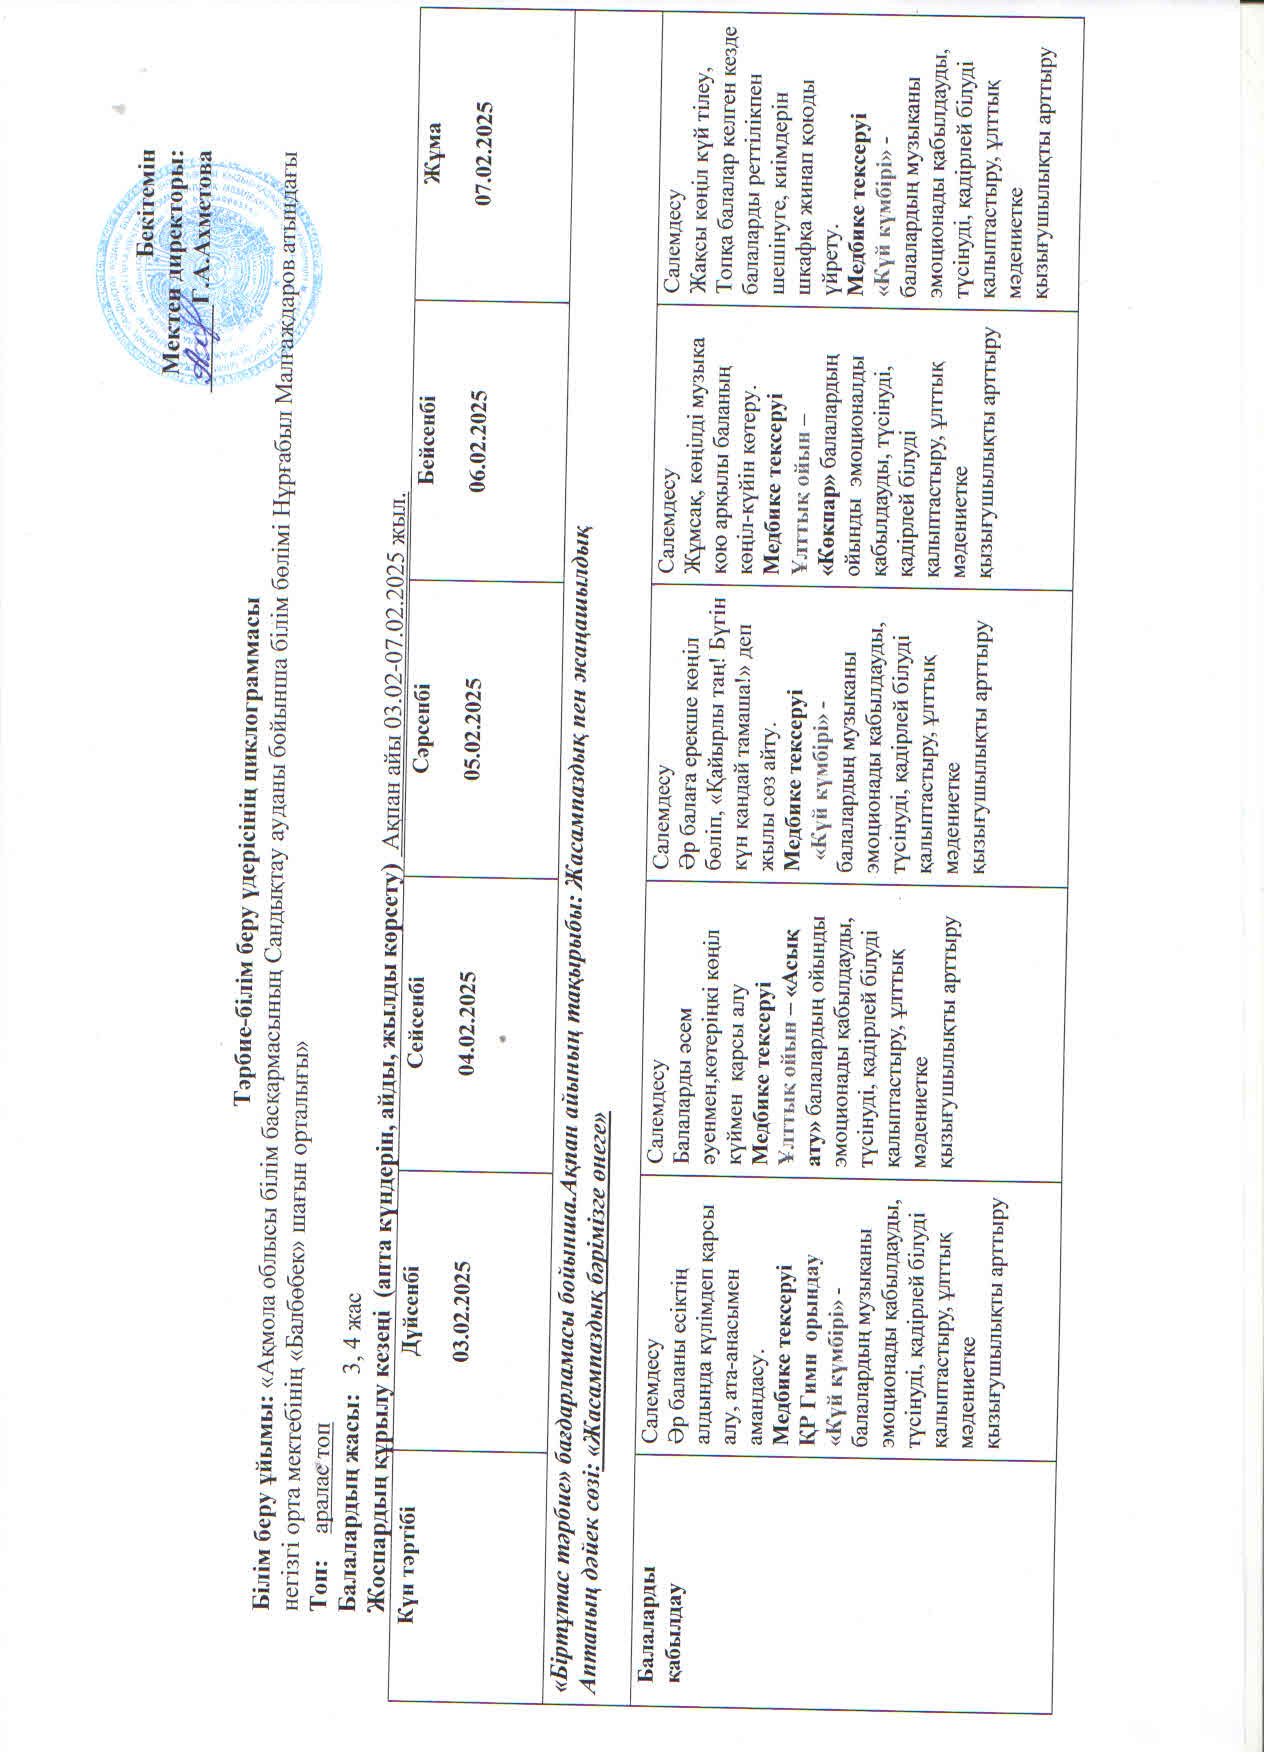 Бекітемін
Мектеп директоры:
Г.А.Ахметова
Тәрбие-білім беру үдерісінің циклограммасы
Білім беру ұйымы: «Ақмола облысы білім басқармасының Сандықтау ауданы бойынша білім бөлімі Нұрғабыл Малғаждаров атындағы
негізгі орта мектебінің «Балбөбек» шағын орталығы»
Топ: аралас топ
Балалардың жасы: 3, 4 жас
Жоспардың құрылу кезеңі (апта күндерін, айды, жылды көрсету) Ақпан айы 03.02-07.02.2025 жыл.
Күн тәртібі
Дүйсенбі
03.02.2025
Сейсенбі
04.02.2025
Сәрсенбі
05.02.2025
Бейсенбі
06.02.2025
Жұма
07.02.2025
«Біртұтас тәрбие» бағдарламасы бойынша.Ақпан айының тақырыбы: Жасампаздық пен жаңашылдық
Аптаның дәйек сөзі: «Жасампаздық бәрімізге өнеге»
Балаларды
қабылдау
Сәлемдесу
Әр баланы есіктің
алдында күлімдеп қарсы
алу, ата-анасымен
амандасу.
Медбике тексеруі
ҚР Гимн орындау
«Күй күмбірі» -
балалардың музыканы
эмоционады қабылдауды,
түсінуді, қадірлей білуді
қалыптастыру, ұлттық
мәдениетке
қызығушылықты арттыру
Сәлемдесу
Балаларды әсем
әуенмен,көтеріңкі көңіл
күймен қарсы алу
Медбике тексеруі
Ұлттық ойын – «Асық
ату» балалардың ойынды
эмоционады қабылдауды,
түсінуді, қадірлей білуді
қалыптастыру, ұлттық
мәдениетке
қызығушылықты арттыру
Сәлемдесу
Әр балаға ерекше көңіл
бөліп, «Қайырлы таң! Бүгін
күн қандай тамаша!» деп
жылы сөз айту.
Медбике тексеруі
«Күй күмбірі» -
балалардың музыканы
эмоционады қабылдауды,
түсінуді, қадірлей білуді
қалыптастыру, ұлттық
мәдениетке
қызығушылықты арттыру
Сәлемдесу
Жұмсақ, көңілді музыка
қою арқылы баланың
көңіл-күйін көтеру.
Медбике тексеруі
Ұлттық ойын –
«Көкпар» балалардың
ойынды эмоционалды
қабылдауды, түсінуді,
қадірлей білуді
қалыптастыру, ұлттық
мәдениетке
қызығушылықты арттыру
Сәлемдесу
Жақсы көңіл күй тілеу,
Топқа балалар келген кезде
балаларды реттілікпен
шешінуге, киімдерін
шкафқа жинап қоюды
үйрету.
Медбике тексеруі
«Күй күмбірі» -
балалардың музыканы
эмоционады қабылдауды,
түсінуді, қадірлей білуді
қалыптастыру, ұлттық
мәдениетке
қызығушылықты арттыру